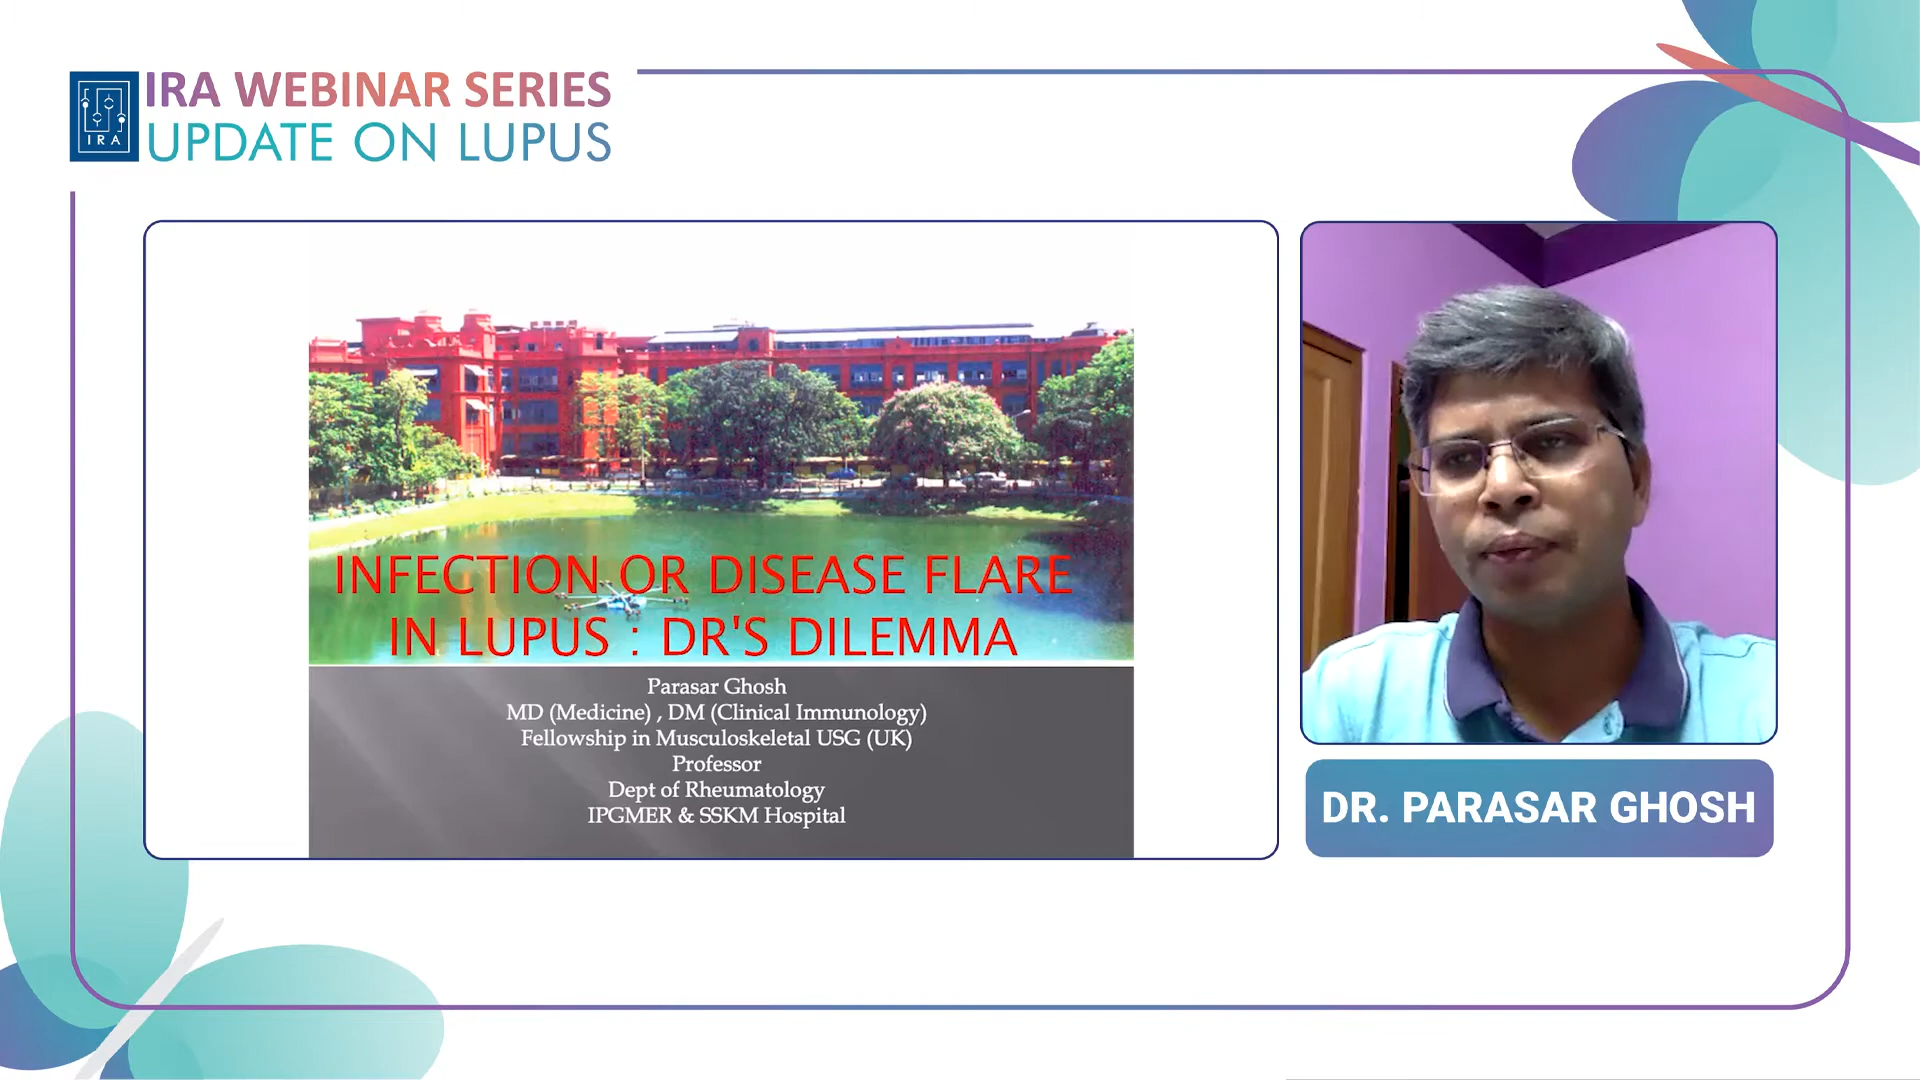 IRA WEBINAR SERIES
UPDATE ON LUPUS
IRA
INFECTION OR DISEASE FLARE
IN LUPUS : DR'S DILEMMA
Parasar Ghosh
MD (Medicine) , DM (Clinical Immunology)
Fellowship in Musculoskeletal USG (UK)
Professor
Dept of Rheumatology
IPGMER & SSKM Hospital
DR. PARASAR GHOSH